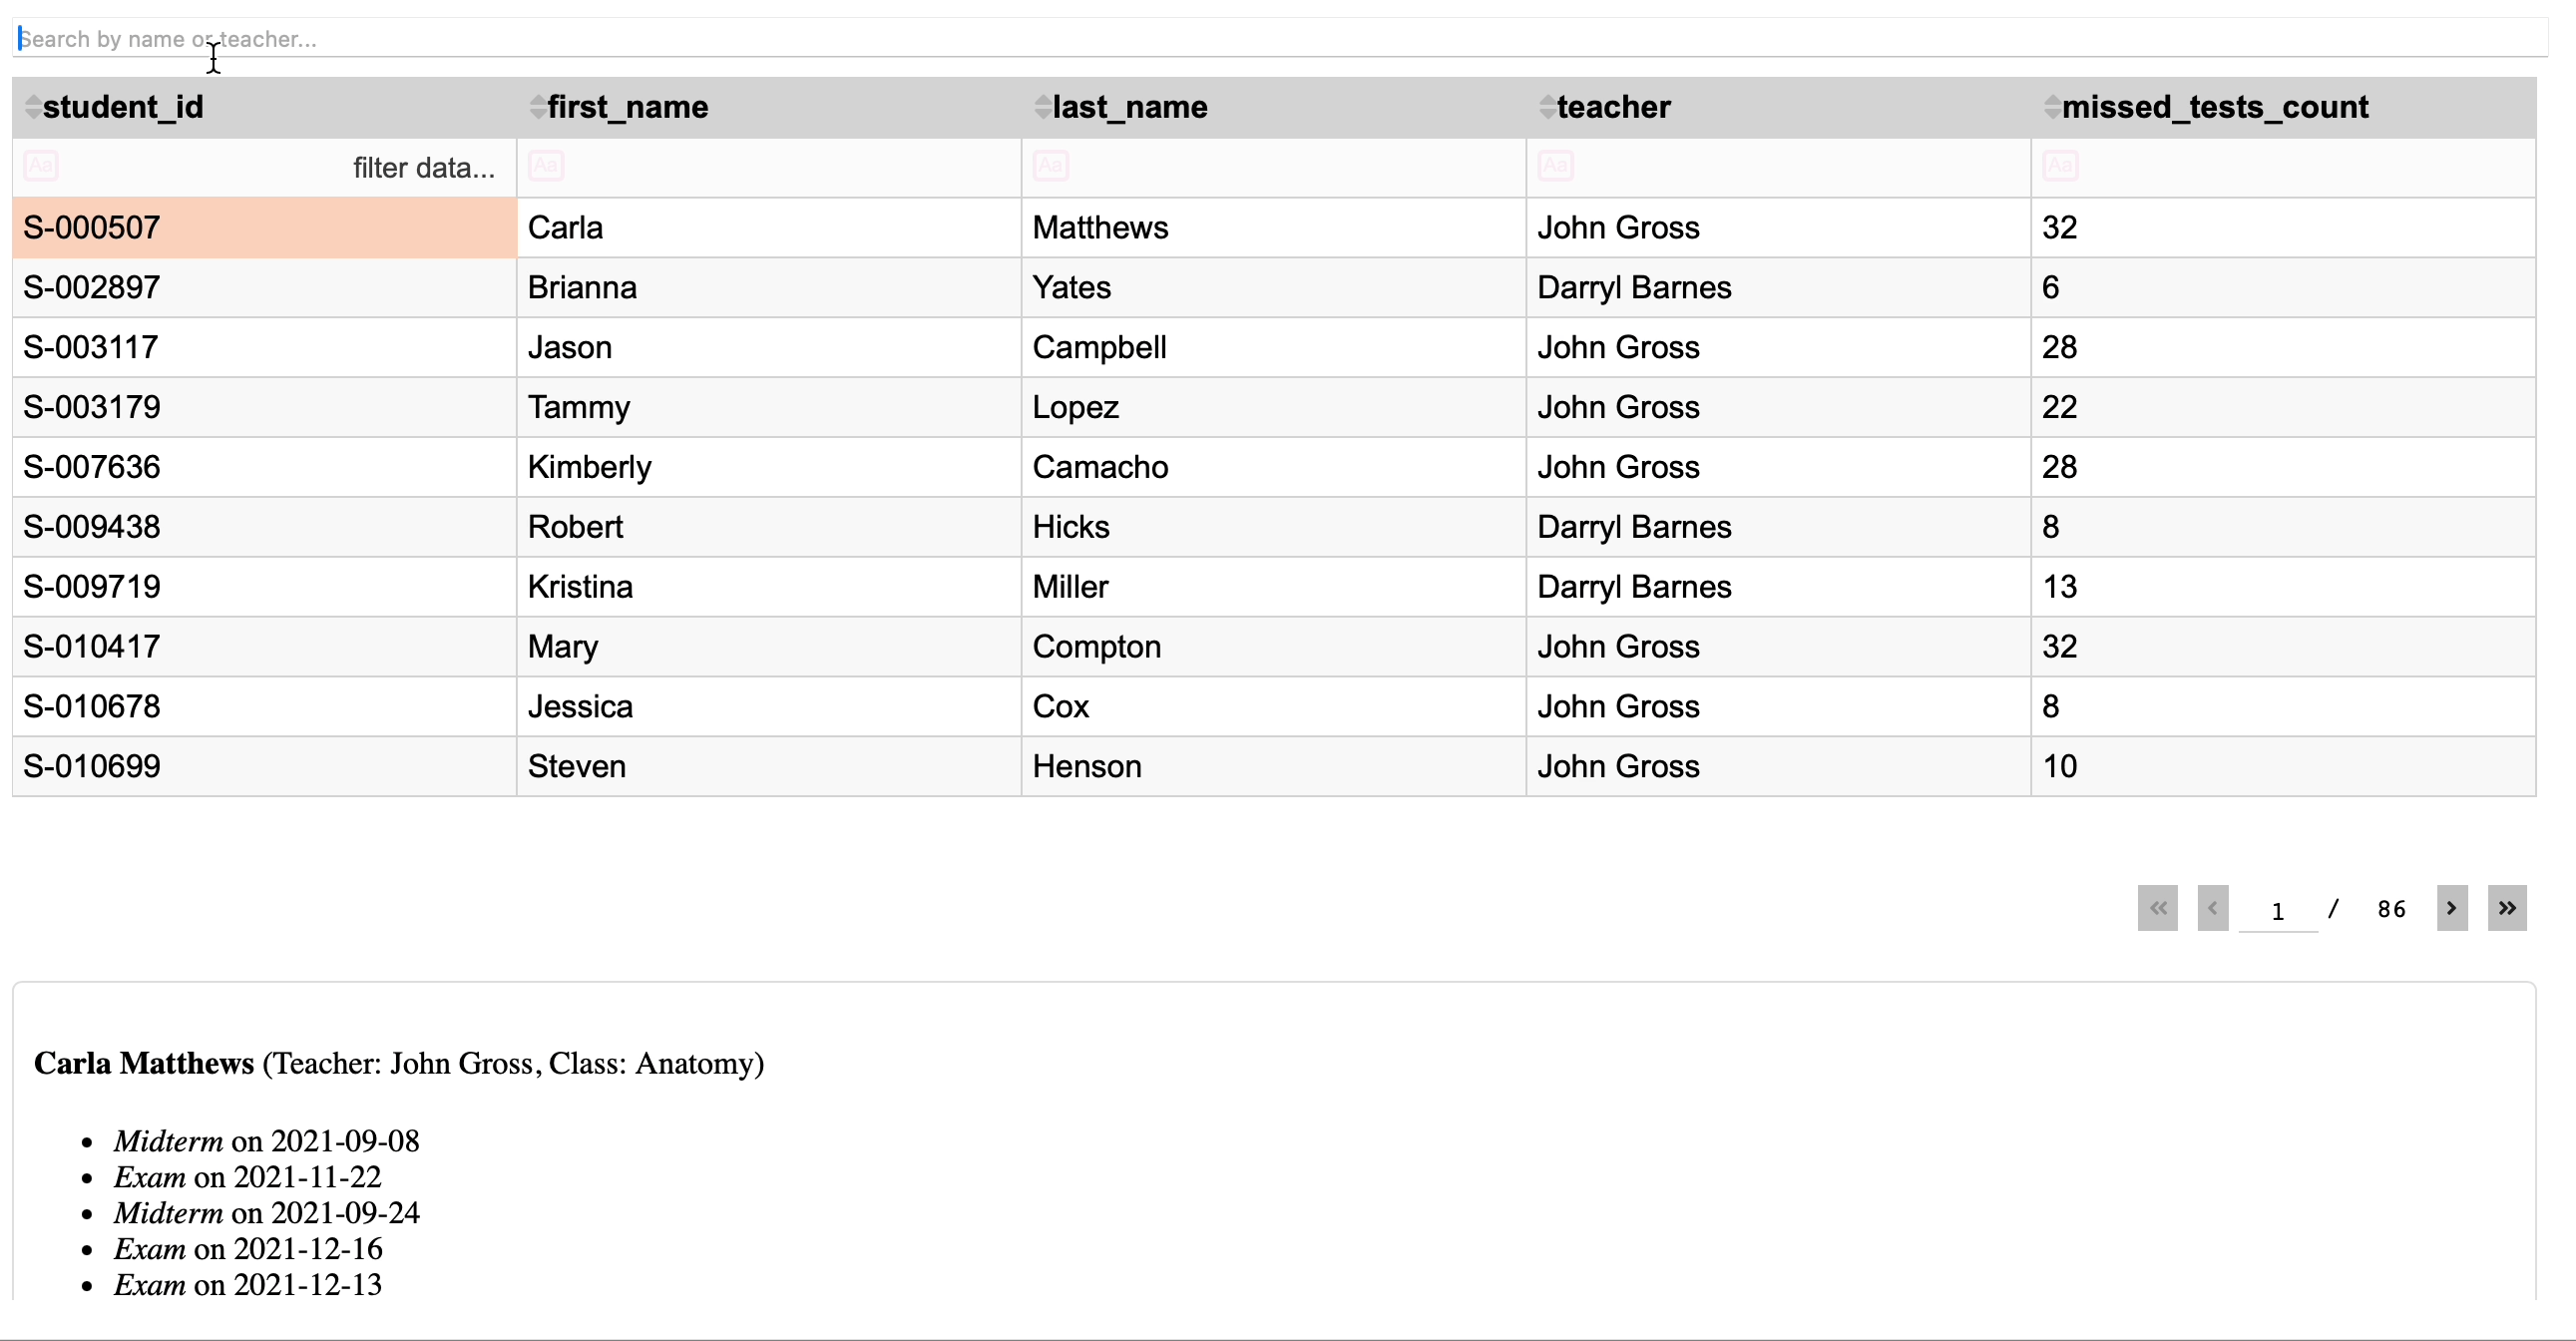 Search by name or teacher...
student_id first_name last_name teacher missed_tests_count
Aa filter data... Aa Aa Aa Aa
S-000507 Carla Matthews John Gross 32
S-002897 Brianna Yates Darryl Barnes 6
S-003117 Jason Campbell John Gross 28
S-003179 Tammy Lopez John Gross 22
S-007636 Kimberly Camacho John Gross 28
S-009438 Robert Hicks Darryl Barnes 8
S-009719 Kristina Miller Darryl Barnes 13
S-010417 Mary Compton John Gross 32
S-010678 Jessica Cox John Gross 8
S-010699 Steven Henson John Gross 10
« ‹ 1 / 86 › »
Carla Matthews (Teacher: John Gross, Class: Anatomy)
• Midterm on 2021-09-08
• Exam on 2021-11-22
• Midterm on 2021-09-24
• Exam on 2021-12-16
• Exam on 2021-12-13